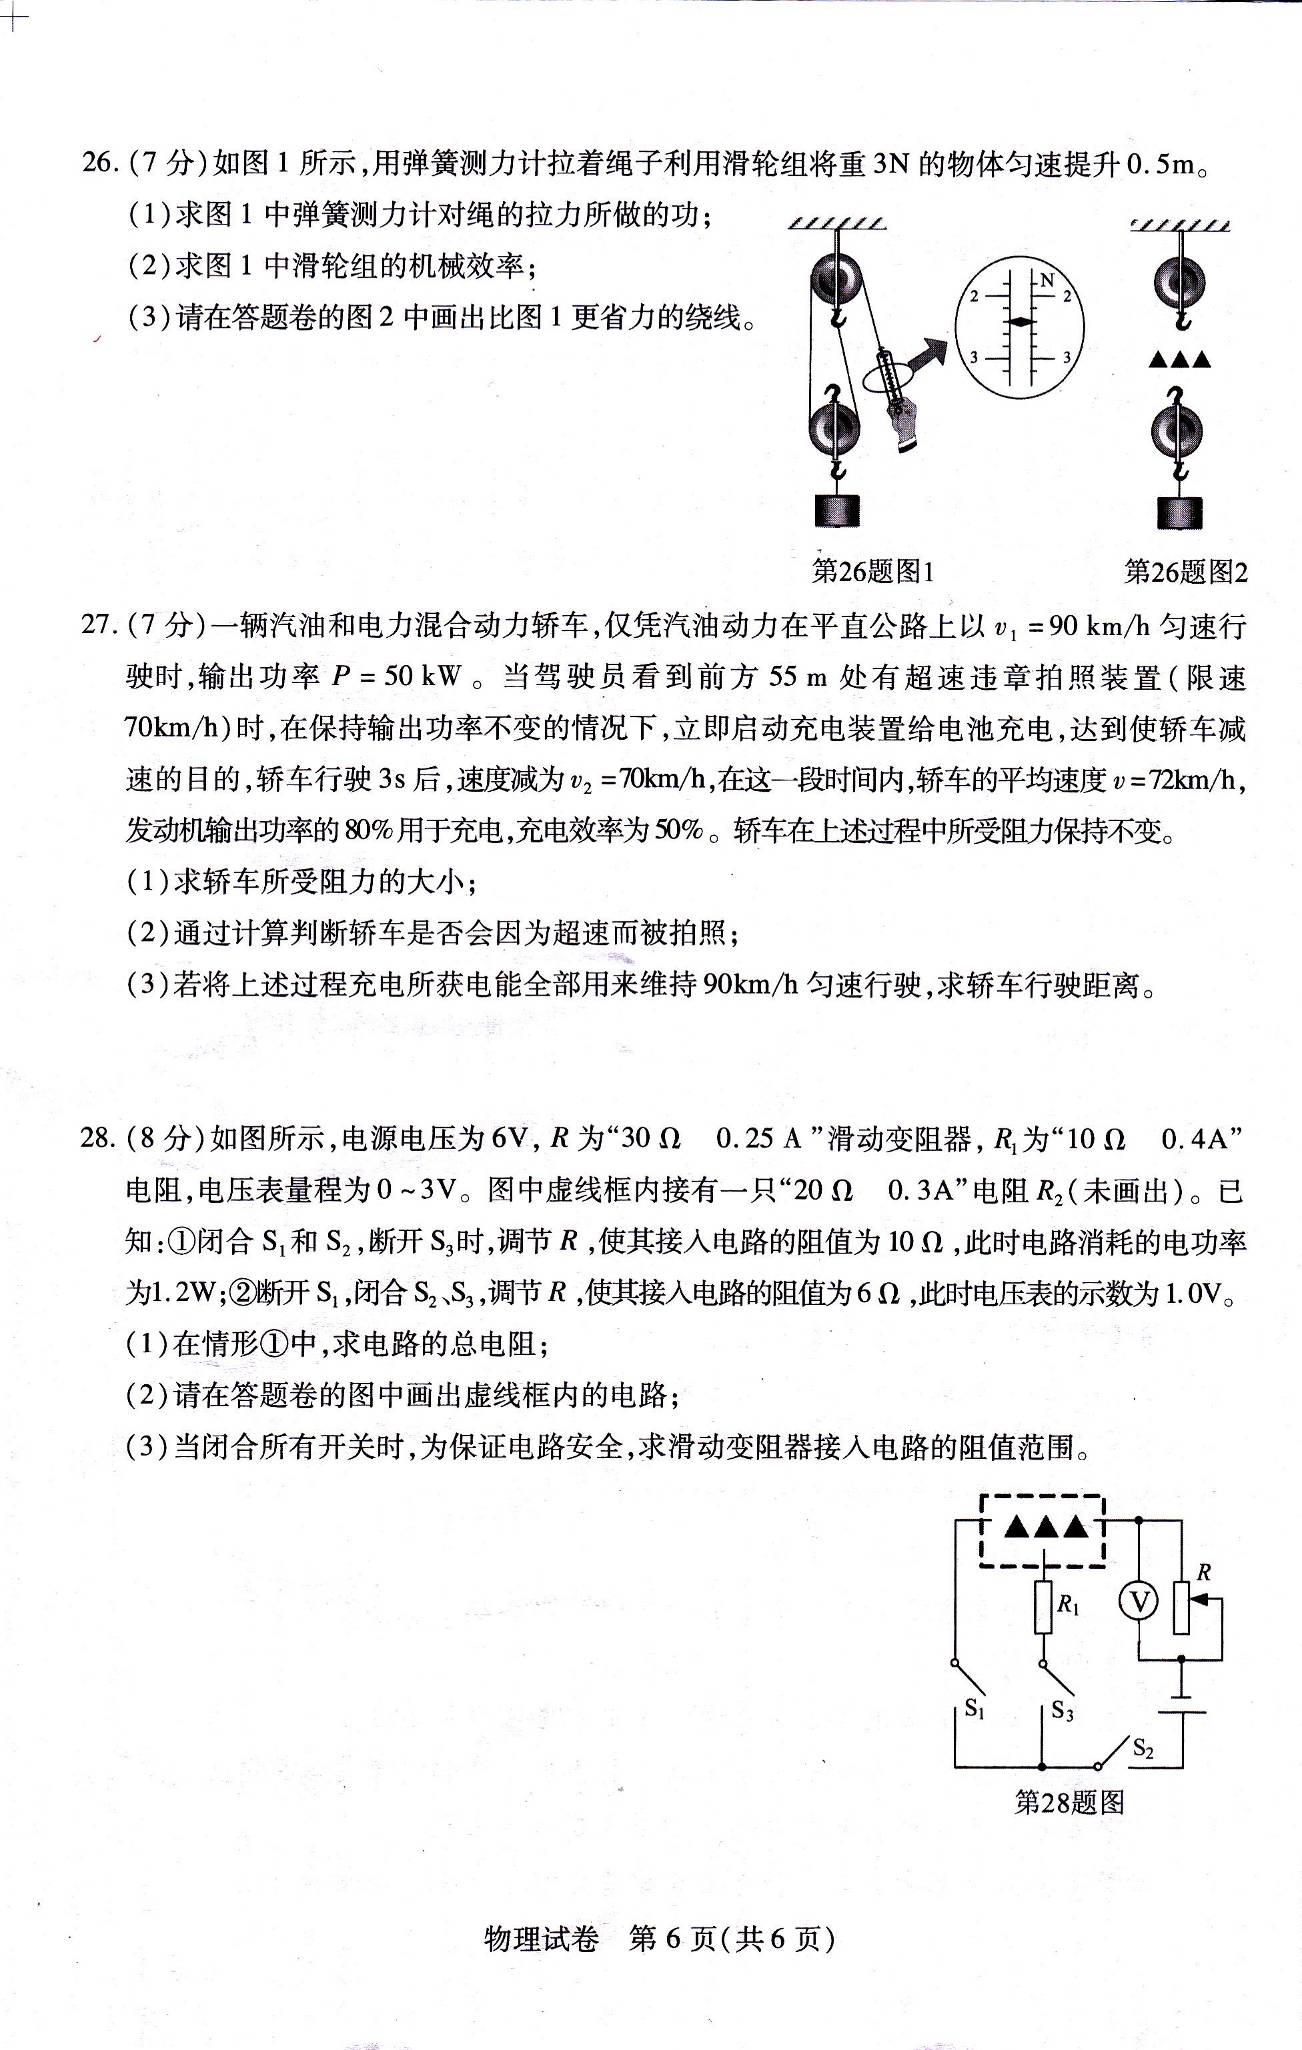 26.(7分)如图1所示,用弹簧测力计拉着绳子利用滑轮组将重3N的物体匀速提升0.5m。
(1)求图1中弹簧测力计对绳的拉力所做的功;
(2)求图1中滑轮组的机械效率;
(3)请在答题卷的图2中画出比图1更省力的绕线。
N
2 2
3 3
▲▲▲
第26题图1
第26题图2
27.(7分)一辆汽油和电力混合动力轿车,仅凭汽油动力在平直公路上以v₁=90 km/h匀速行
驶时,输出功率P=50 kW。当驾驶员看到前方55 m处有超速违章拍照装置(限速
70km/h)时,在保持输出功率不变的情况下,立即启动充电装置给电池充电,达到使轿车减
速的目的,轿车行驶3s后,速度减为v₂=70km/h,在这一段时间内,轿车的平均速度v=72km/h,
发动机输出功率的80%用于充电,充电效率为50%。轿车在上述过程中所受阻力保持不变。
(1)求轿车所受阻力的大小;
(2)通过计算判断轿车是否会因为超速而被拍照;
(3)若将上述过程充电所获电能全部用来维持90km/h匀速行驶,求轿车行驶距离。
28.(8分)如图所示,电源电压为6V,R为“30 Ω 0.25 A”滑动变阻器,R₁为“10 Ω 0.4A”
电阻,电压表量程为0~3V。图中虚线框内接有一只“20 Ω 0.3A”电阻R₂(未画出)。已
知:①闭合S₁和S₂,断开S₃时,调节R,使其接入电路的阻值为10 Ω,此时电路消耗的电功率
为1.2W;②断开S₁,闭合S₂、S₃,调节R,使其接入电路的阻值为6 Ω,此时电压表的示数为1.0V。
(1)在情形①中,求电路的总电阻;
(2)请在答题卷的图中画出虚线框内的电路;
(3)当闭合所有开关时,为保证电路安全,求滑动变阻器接入电路的阻值范围。
▲▲▲
R
R₁
V
S₁
S₃
S₂
第28题图
物理试卷 第6页(共6页)